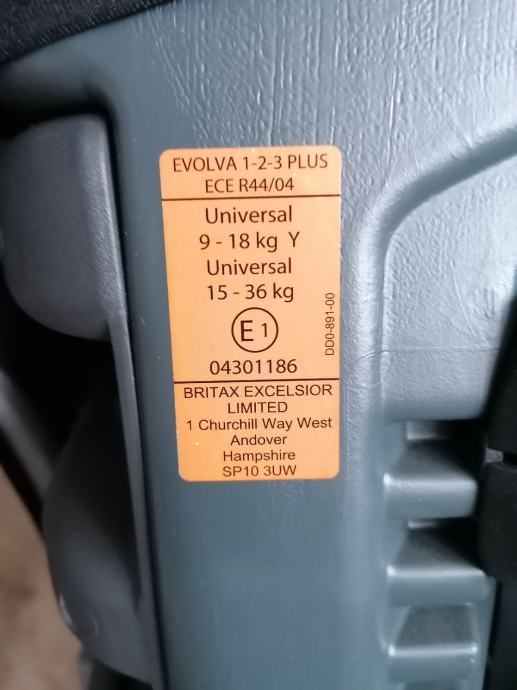 EVOLVA 1-2-3 PLUS
ECE R44/04
Universal
9 - 18 kg Y
Universal
15 - 36 kg
E 1
04301186
DD0-891-00
BRITAX EXCELSIOR
LIMITED
1 Churchill Way West
Andover
Hampshire
SP10 3UW